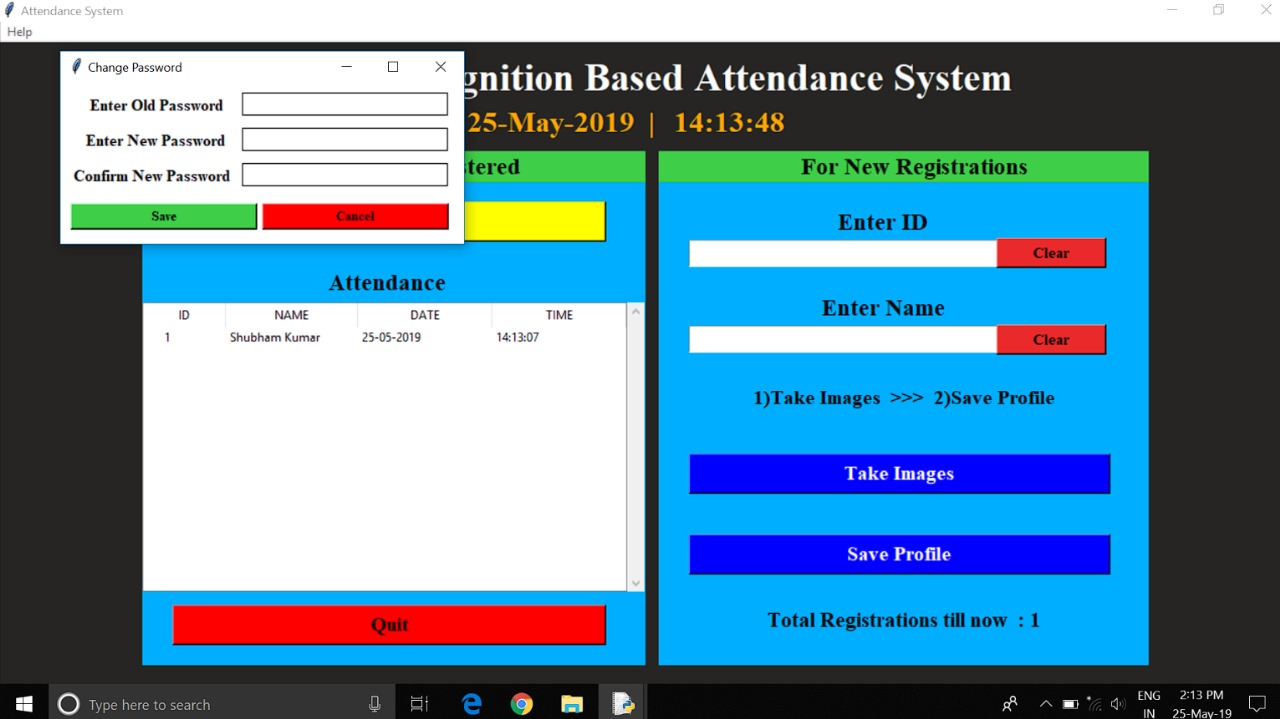 Attendance System
Help
Change Password
Enter Old Password
Enter New Password
Confirm New Password
Save Cancel
gnition Based Attendance System
25-May-2019 | 14:13:48
stered
Attendance
ID NAME DATE TIME
1 Shubham Kumar 25-05-2019 14:13:07
Quit
For New Registrations
Enter ID
Clear
Enter Name
Clear
1)Take Images >>> 2)Save Profile
Take Images
Save Profile
Total Registrations till now : 1
Type here to search
ENG
IN
2:13 PM
25-May-19